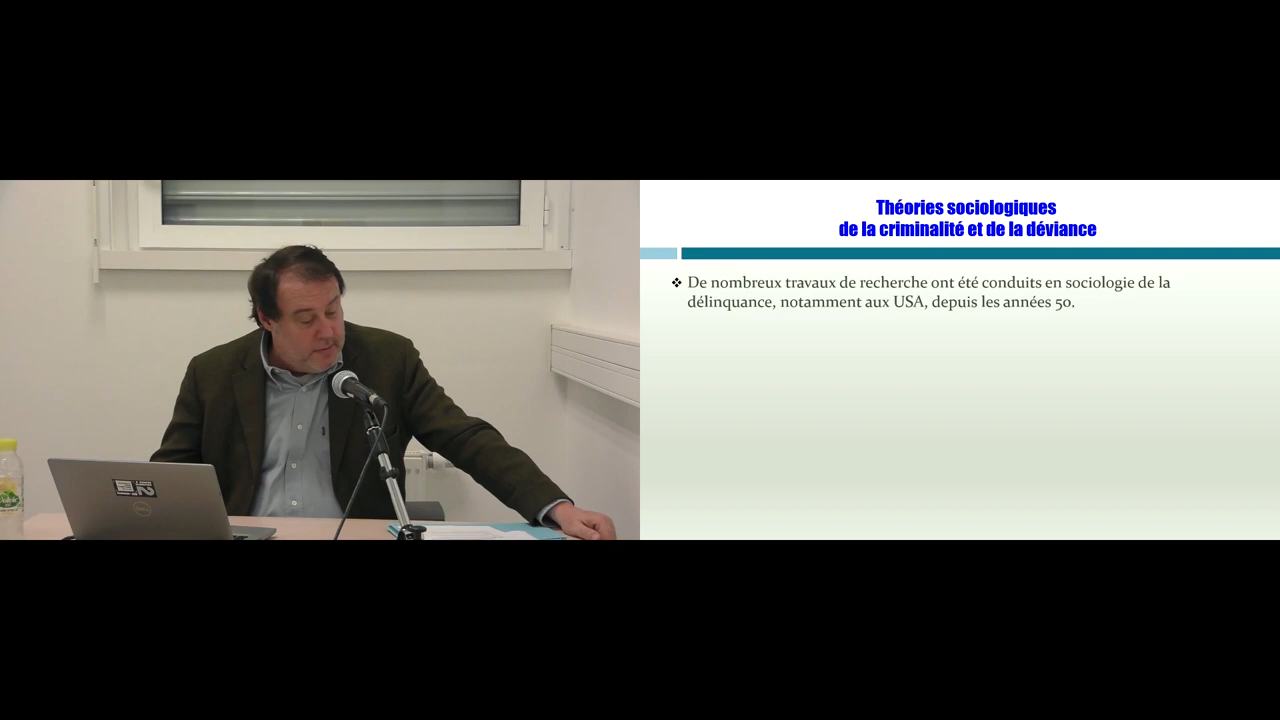 Théories sociologiques
de la criminalité et de la déviance
❖ De nombreux travaux de recherche ont été conduits en sociologie de la
délinquance, notamment aux USA, depuis les années 50.
DELL